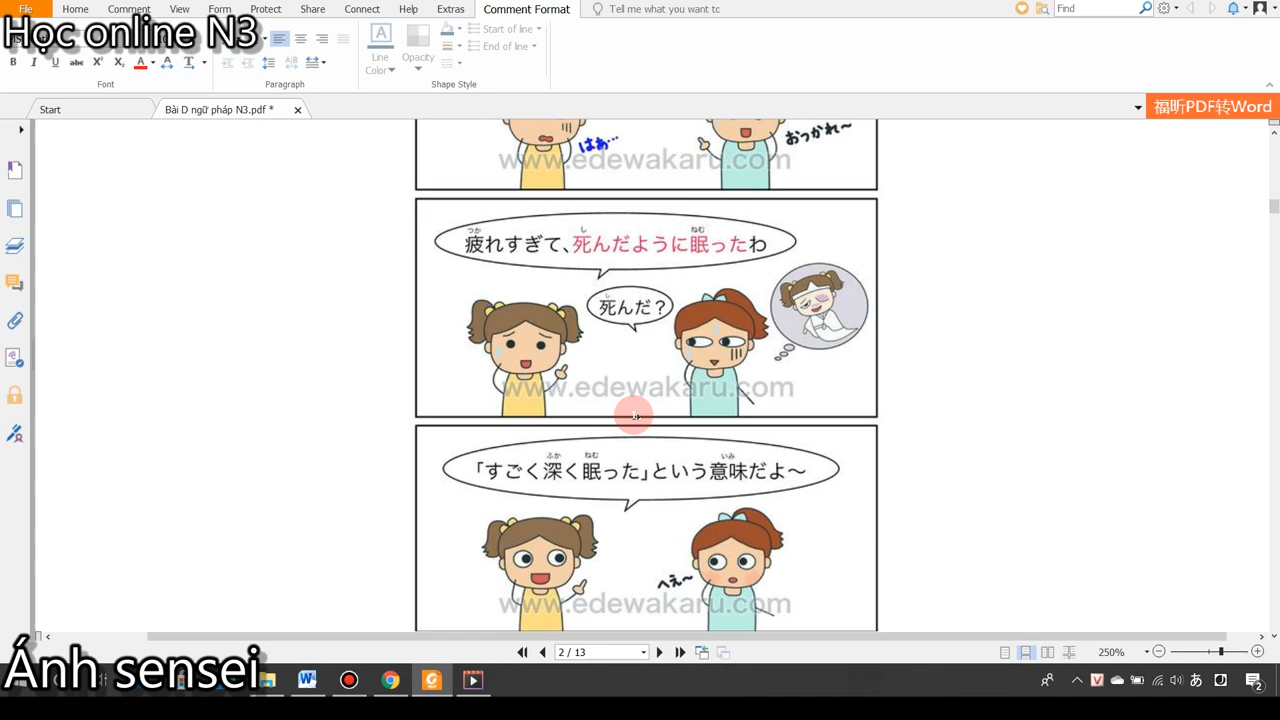 File Home Comment View Form Protect Share Connect Help Extras Comment Format Tell me what you want tc Find
Học online N3
Line Color
Opacity
Start of line
End of line
Font Paragraph Shape Style
Start Bài D ngữ pháp N3.pdf * 福昕PDF转Word
はぁ…
おっかれ～
www.edewakaru.com
つか し ねむ
疲れすぎて、死んだように眠ったわ
し
死んだ？
www.edewakaru.com
ふか ねむ いみ
「すごく深く眠った」という意味だよ～
へえ～
www.edewakaru.com
2 / 13 250%
Ánh sensei